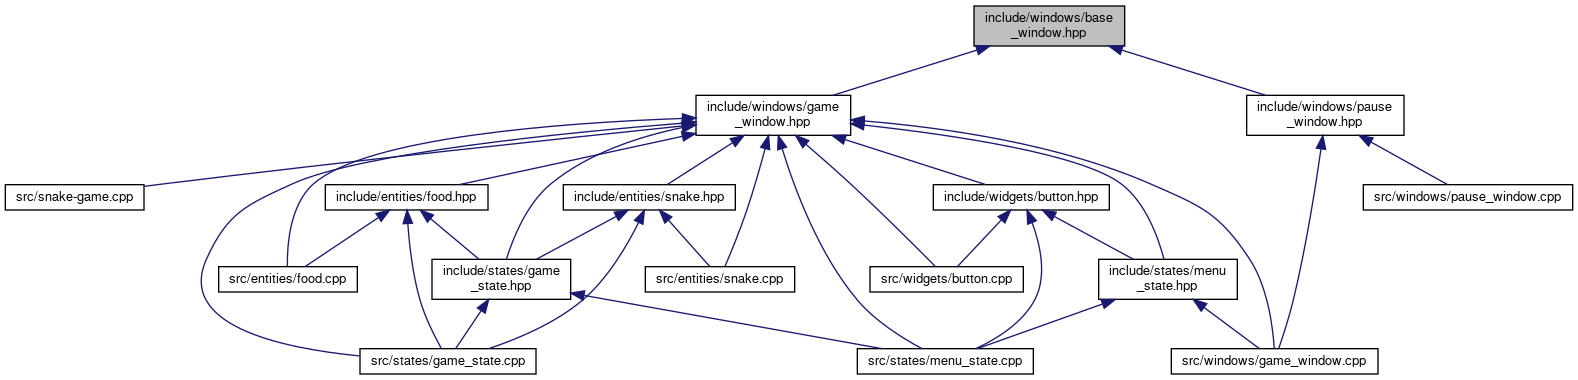 include/windows/base
_window.hpp
include/windows/game
_window.hpp
include/windows/pause
_window.hpp
src/snake-game.cpp
include/entities/food.hpp
include/entities/snake.hpp
include/widgets/button.hpp
src/windows/pause_window.cpp
src/entities/food.cpp
include/states/game
_state.hpp
src/entities/snake.cpp
src/widgets/button.cpp
include/states/menu
_state.hpp
src/states/game_state.cpp
src/states/menu_state.cpp
src/windows/game_window.cpp